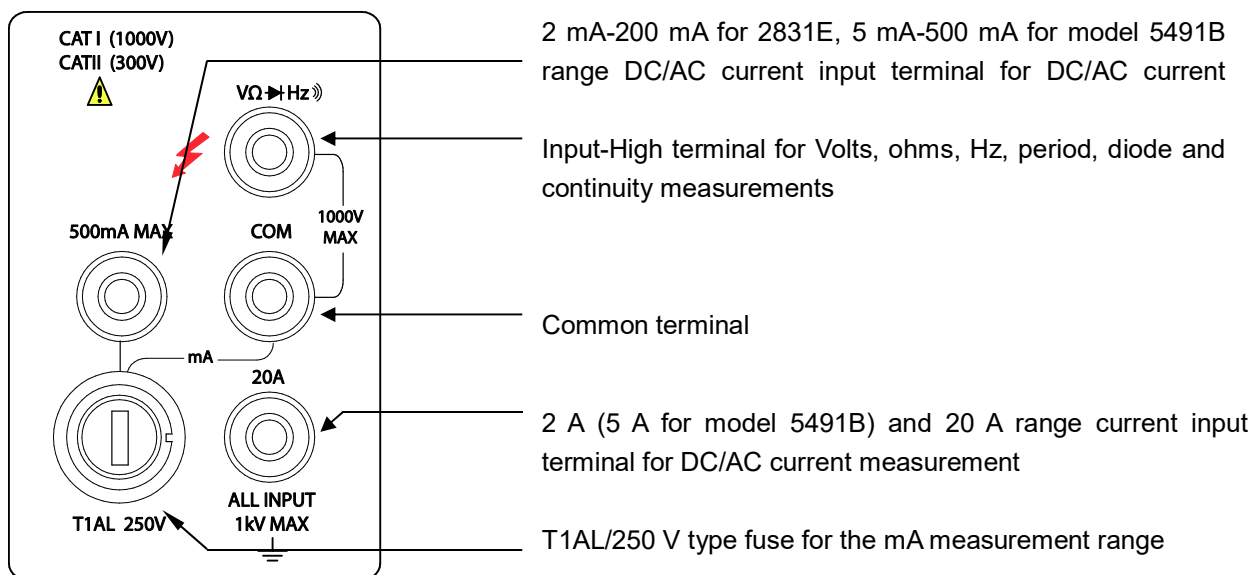 CAT I (1000V)
CATII (300V)
VΩ Hz
500mA MAX
COM
1000V
MAX
mA
20A
T1AL 250V
ALL INPUT
1kV MAX
2 mA-200 mA for 2831E, 5 mA-500 mA for model 5491B
range DC/AC current input terminal for DC/AC current
Input-High terminal for Volts, ohms, Hz, period, diode and
continuity measurements
Common terminal
2 A (5 A for model 5491B) and 20 A range current input
terminal for DC/AC current measurement
T1AL/250 V type fuse for the mA measurement range